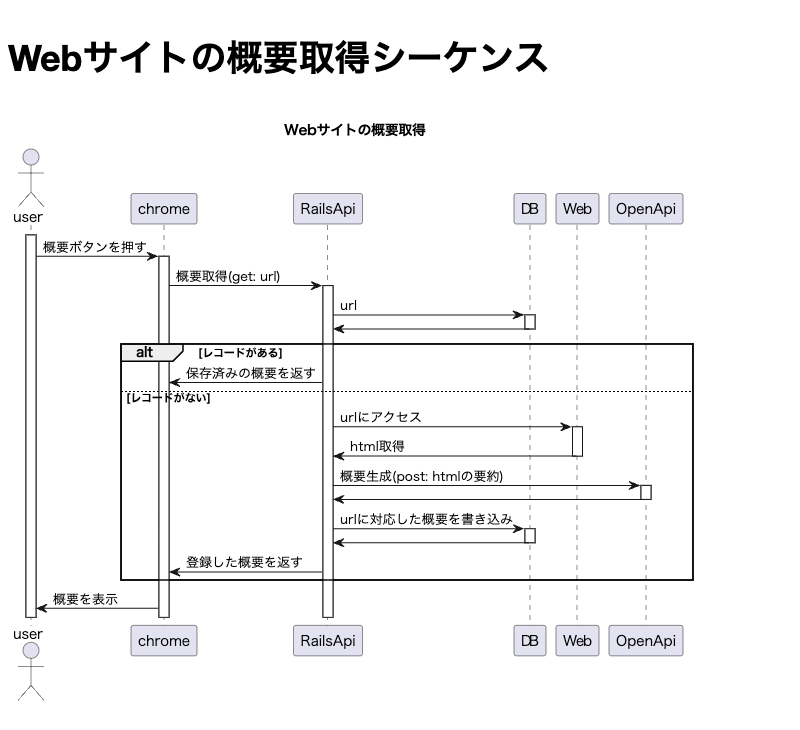 Webサイトの概要取得シーケンス
Webサイトの概要取得
user
chrome
RailsApi
DB
Web
OpenApi
概要ボタンを押す
概要取得(get: url)
url
alt
[レコードがある]
保存済みの概要を返す
[レコードがない]
urlにアクセス
html取得
概要生成(post: htmlの要約)
urlに対応した概要を書き込み
登録した概要を返す
概要を表示
user
chrome
RailsApi
DB
Web
OpenApi